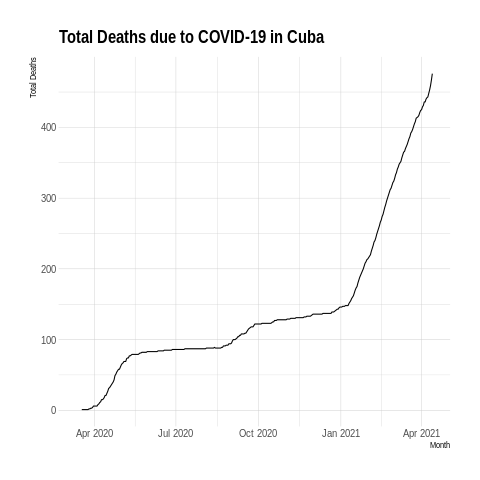 Total Deaths due to COVID-19 in Cuba
Total Deaths
400
300
200
100
0
Apr 2020 Jul 2020 Oct 2020 Jan 2021 Apr 2021
Month